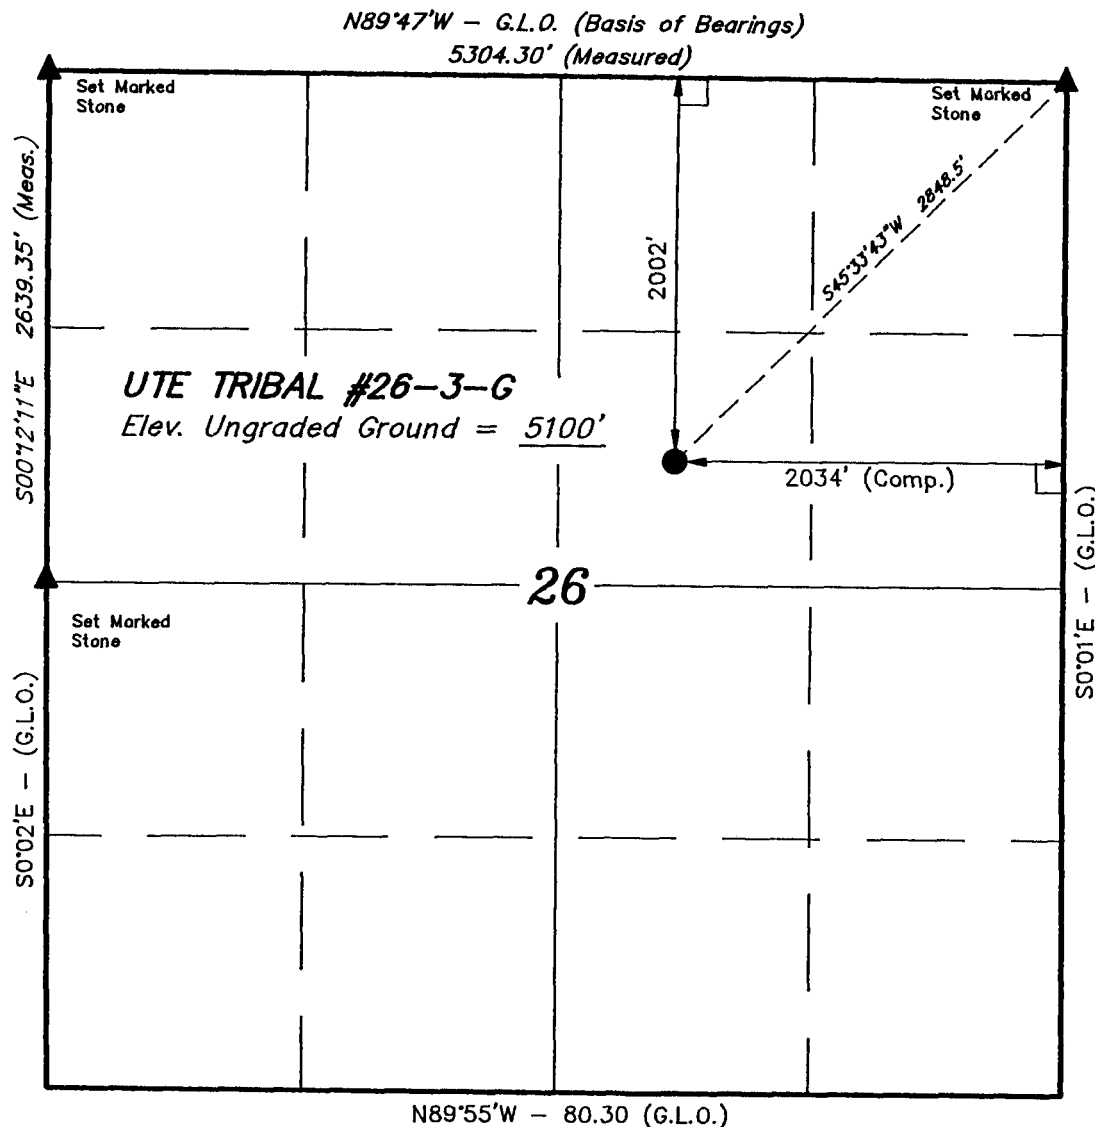 N89°47'W - G.L.O. (Basis of Bearings)
5304.30' (Measured)
Set Marked
Stone
Set Marked
Stone
S00°12'11"E 2639.35' (Meas.)
2002'
S45°33'43"W 2848.5'
UTE TRIBAL #26-3-G
Elev. Ungraded Ground = 5100'
2034' (Comp.)
26
Set Marked
Stone
S0°01'E - (G.L.O.)
S0°02'E - (G.L.O.)
N89°55'W - 80.30 (G.L.O.)